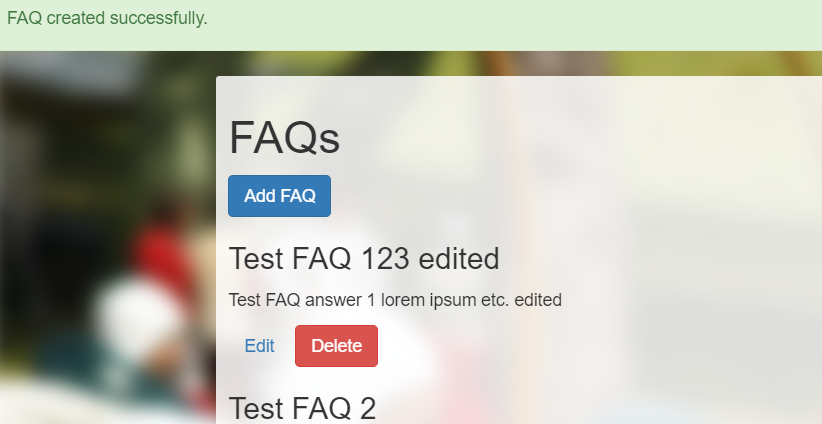 FAQ created successfully.
FAQs
Add FAQ
Test FAQ 123 edited
Test FAQ answer 1 lorem ipsum etc. edited
Edit Delete
Test FAQ 2